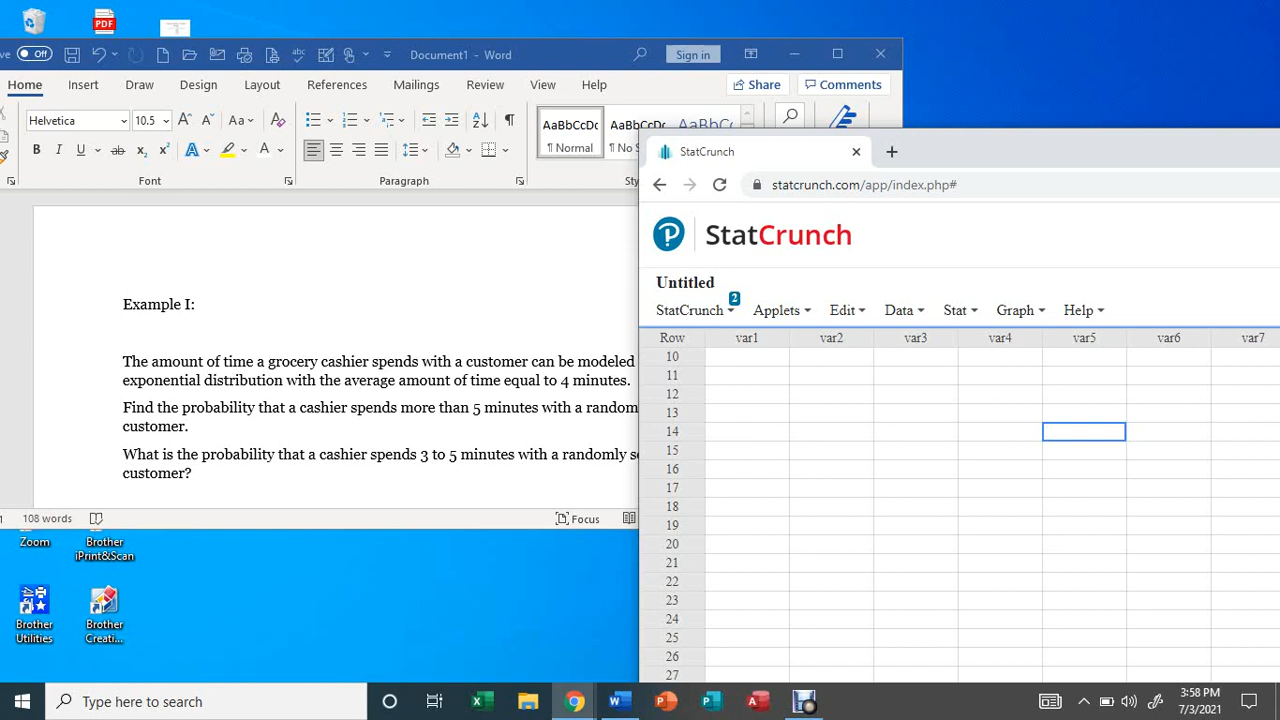 PDF
Off
Document1 - Word
Sign in
Home Insert Draw Design Layout References Mailings Review View Help
Share
Comments
Helvetica
10.5
AaBbCcDc
¶ Normal
Font
Paragraph
StatCrunch
statcrunch.com/app/index.php#
StatCrunch
Untitled
StatCrunch 2 Applets Edit Data Stat Graph Help
Row var1 var2 var3 var4 var5 var6 var7
10
11
12
13
14
15
16
17
18
19
20
21
22
23
24
25
26
27
Example I:
The amount of time a grocery cashier spends with a customer can be modeled
exponential distribution with the average amount of time equal to 4 minutes.
Find the probability that a cashier spends more than 5 minutes with a
customer.
What is the probability that a cashier spends 3 to 5 minutes with a randomly
customer?
108 words
Focus
Zoom
Brother
iPrint&Scan
Brother
Utilities
Brother
Creati...
Type here to search
3:58 PM
7/3/2021